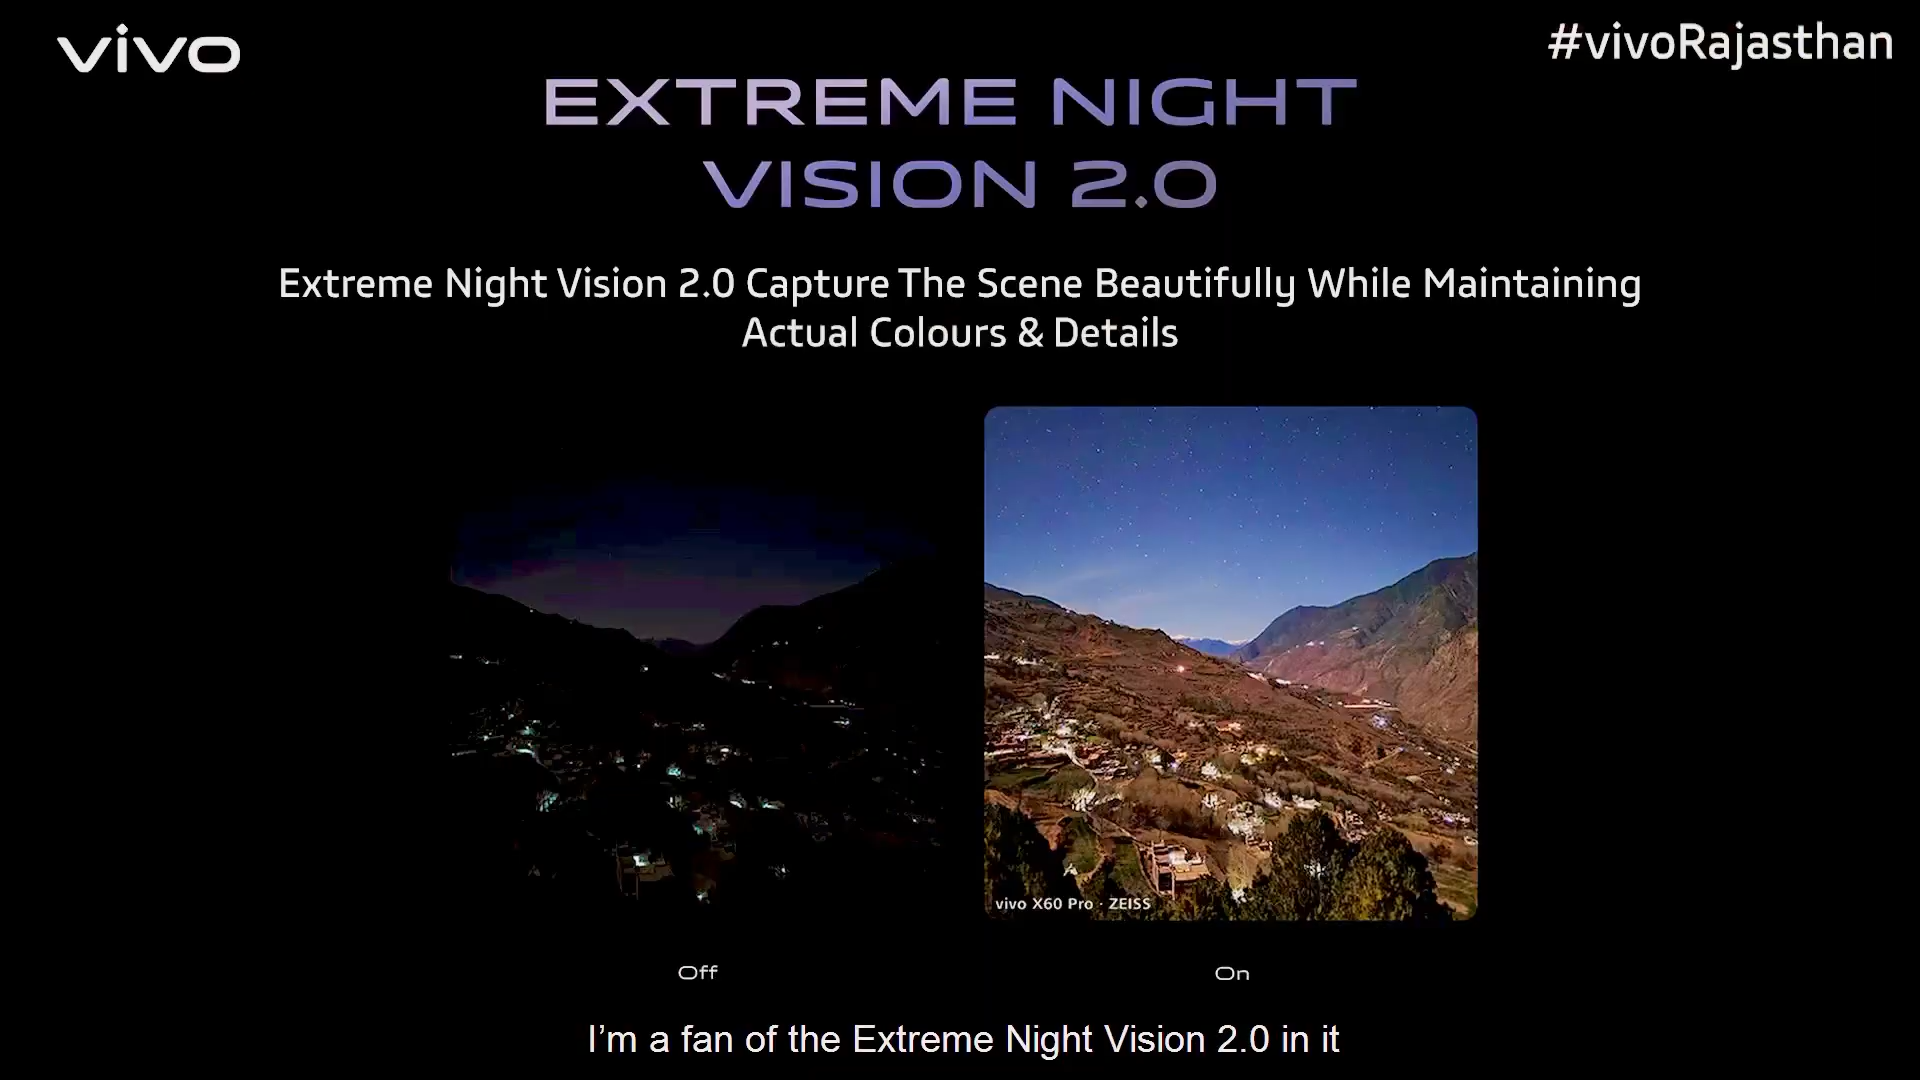 vivo
#vivoRajasthan
EXTREME NIGHT
VISION 2.0
Extreme Night Vision 2.0 Capture The Scene Beautifully While Maintaining
Actual Colours & Details
vivo X60 Pro · ZEISS
Off
On
I’m a fan of the Extreme Night Vision 2.0 in it